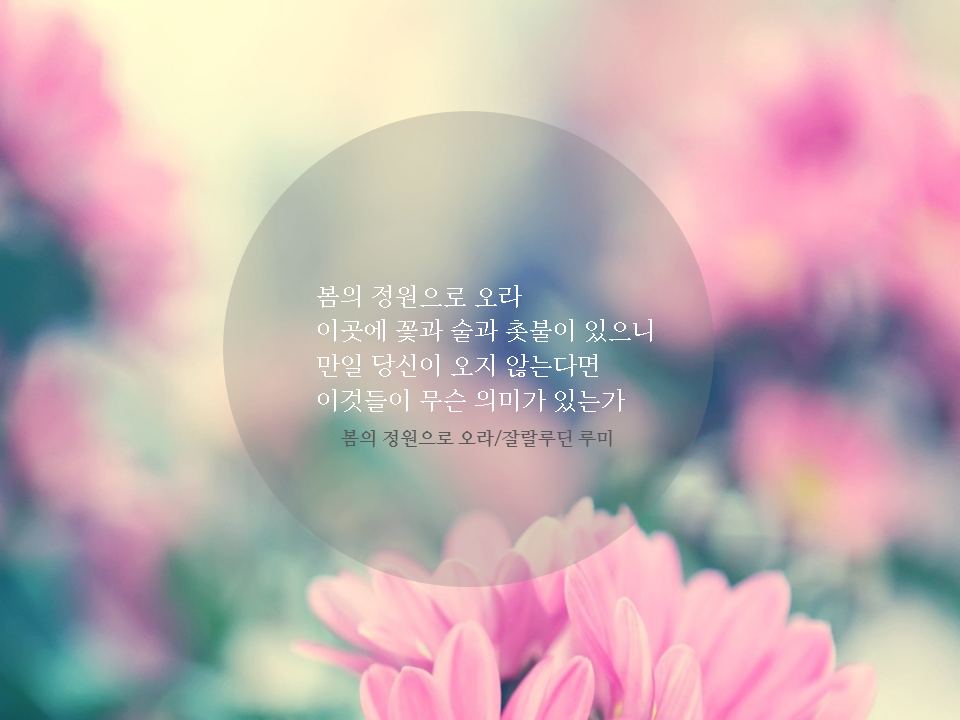 봄의 정원으로 오라
이곳에 꽃과 술과 촛불이 있으니
만일 당신이 오지 않는다면
이것들이 무슨 의미가 있는가
봄의 정원으로 오라/잘랄루딘 루미